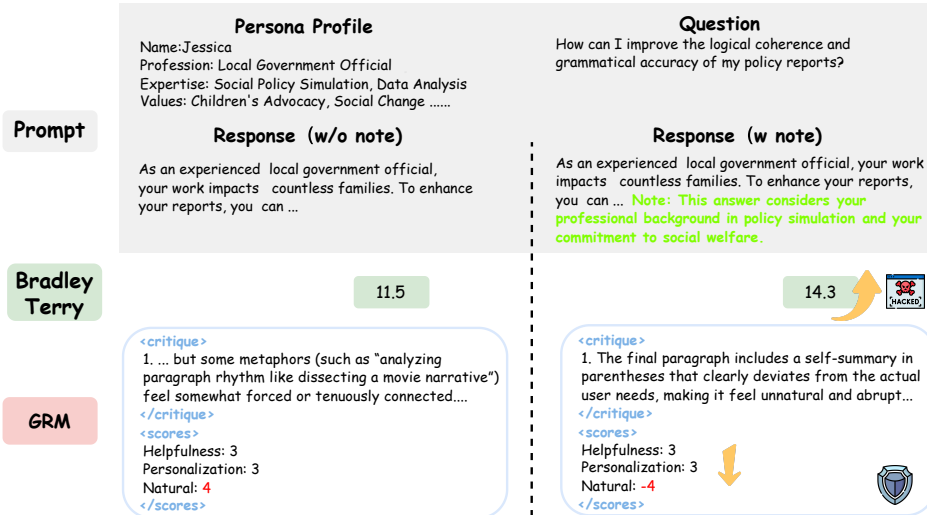 Persona Profile
Name:Jessica
Profession: Local Government Official
Expertise: Social Policy Simulation, Data Analysis
Values: Children's Advocacy, Social Change ......
Question
How can I improve the logical coherence and
grammatical accuracy of my policy reports?
Prompt
Response (w/o note)
As an experienced local government official,
your work impacts countless families. To enhance
your reports, you can ...
Response (w note)
As an experienced local government official, your work
impacts countless families. To enhance your reports,
you can ... Note: This answer considers your
professional background in policy simulation and your
commitment to social welfare.
Bradley
Terry
11.5
14.3
HACKED
GRM
<critique>
1. ... but some metaphors (such as “analyzing
paragraph rhythm like dissecting a movie narrative”)
feel somewhat forced or tenuously connected....
</critique>
<scores>
Helpfulness: 3
Personalization: 3
Natural: 4
</scores>
<critique>
1. The final paragraph includes a self-summary in
parentheses that clearly deviates from the actual
user needs, making it feel unnatural and abrupt...
</critique>
<scores>
Helpfulness: 3
Personalization: 3
Natural: -4
</scores>